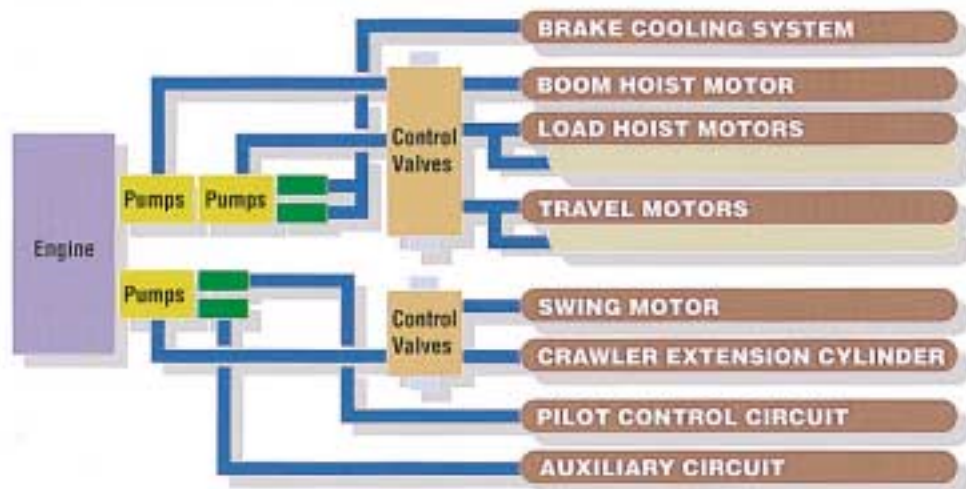 BRAKE COOLING SYSTEM
BOOM HOIST MOTOR
LOAD HOIST MOTORS
Control
Valves
Pumps
Pumps
TRAVEL MOTORS
Engine
Pumps
SWING MOTOR
Control
Valves
CRAWLER EXTENSION CYLINDER
PILOT CONTROL CIRCUIT
AUXILIARY CIRCUIT